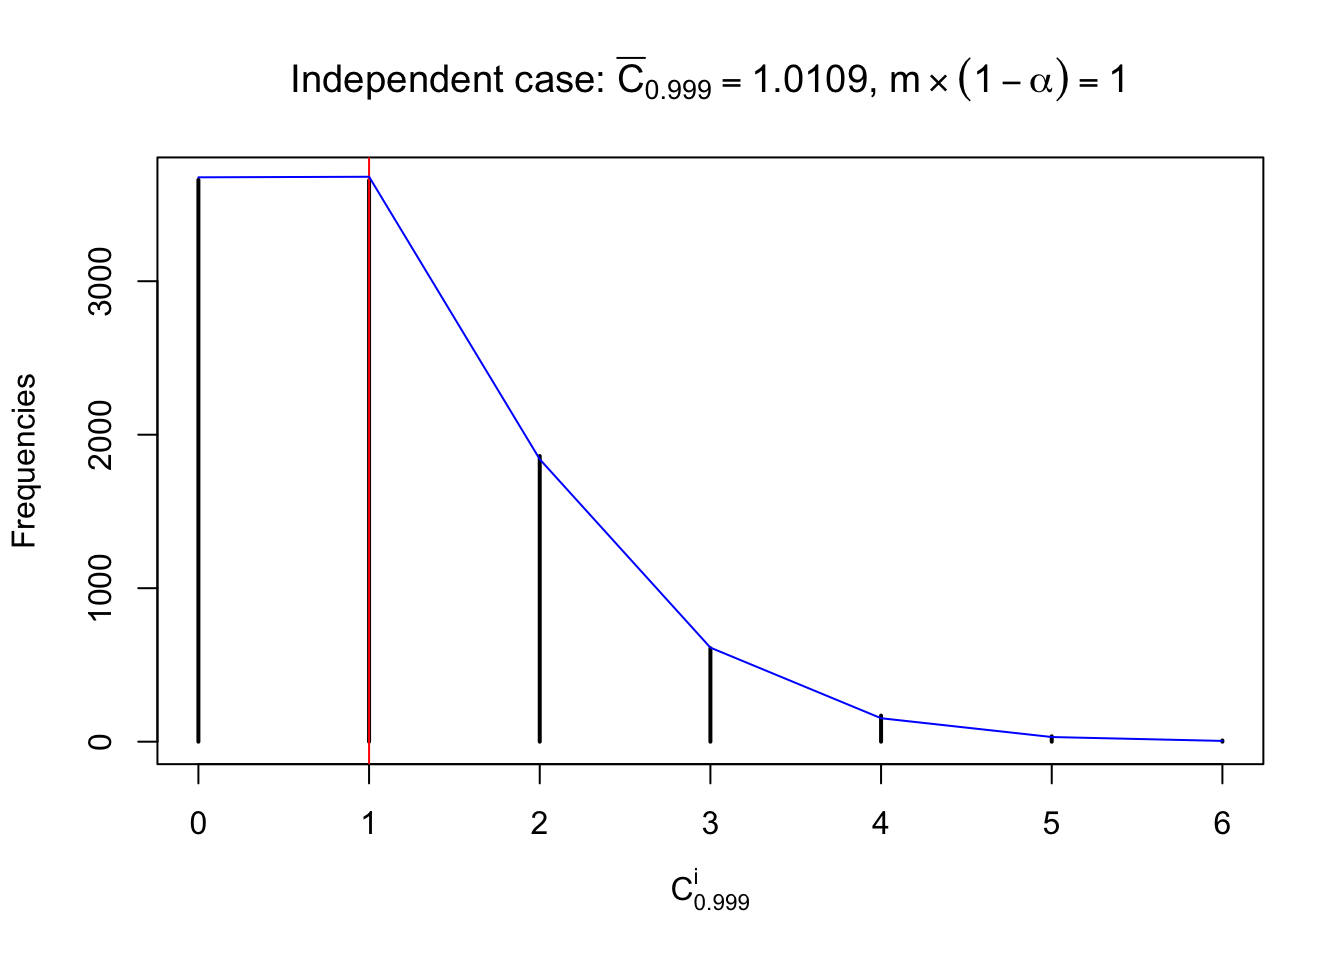 Independent case: C̅₀.₉₉₉ = 1.0109, m × (1 − α) = 1
Frequencies
3000
2000
1000
0
0 1 2 3 4 5 6
Cⁱ₀.₉₉₉